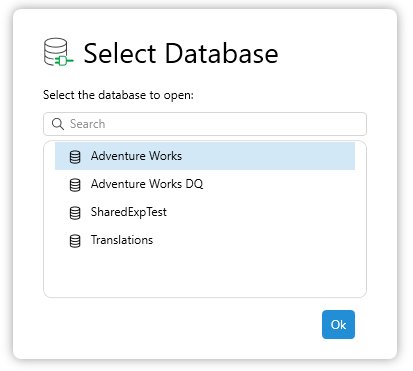 Select Database
Select the database to open:
Search
Adventure Works
Adventure Works DQ
SharedExpTest
Translations
Ok